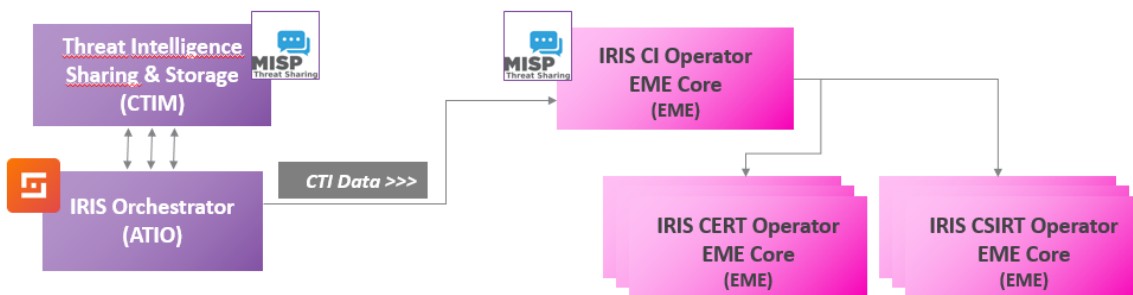 Threat Intelligence
Sharing & Storage
(CTIM)
MISP
Threat Sharing
MISP
Threat Sharing
IRIS CI Operator
EME Core
(EME)
CTI Data >>>
IRIS Orchestrator
(ATIO)
IRIS CERT Operator
EME Core
(EME)
IRIS CSIRT Operator
EME Core
(EME)